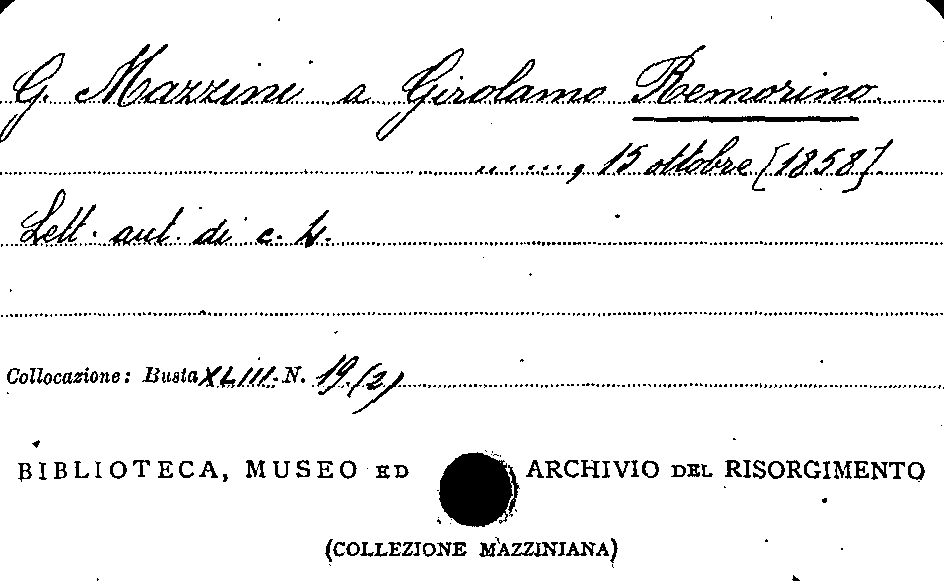 G. Mazzini a Girolamo Remorino
......, 15 ottobre [1858].
Lett. aut. di c. 4.
Collocazione: Busta XLIII. N. 19.(2)
BIBLIOTECA, MUSEO ED ARCHIVIO DEL RISORGIMENTO
(COLLEZIONE MAZZINIANA)